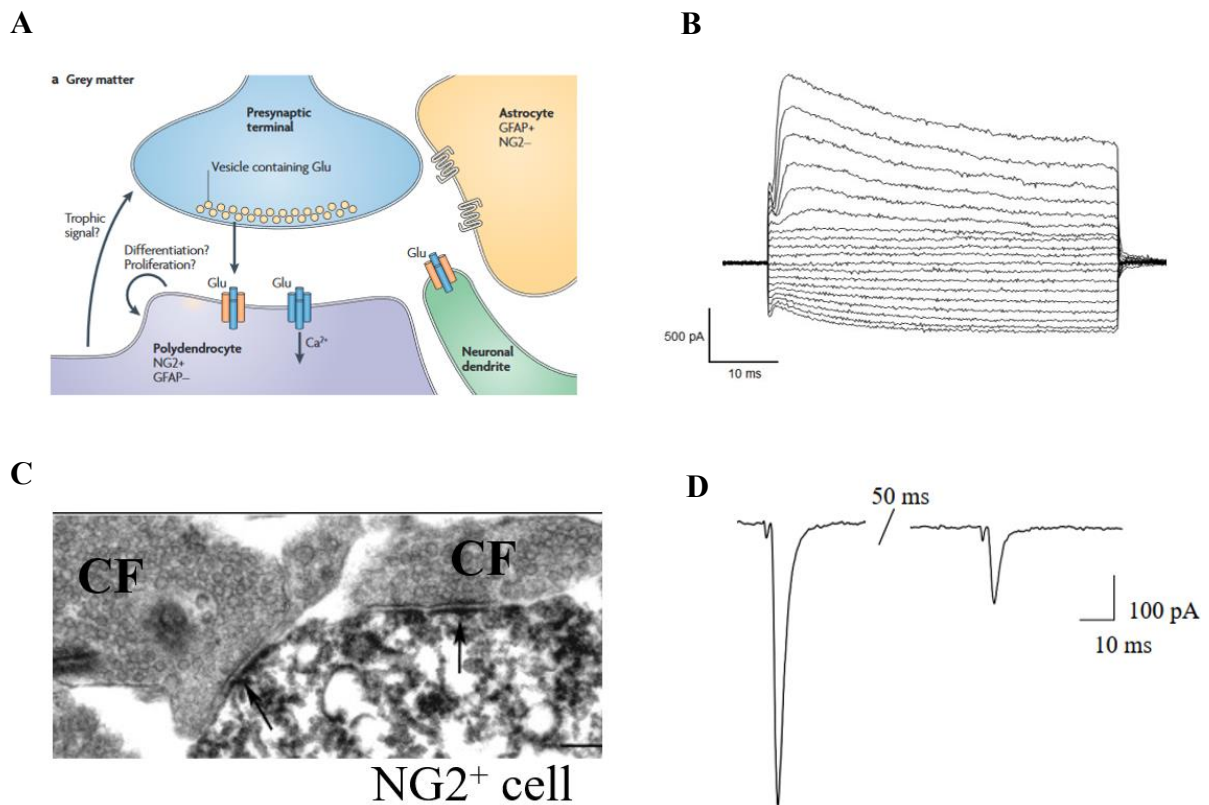 A
B
a Grey matter
Presynaptic
terminal
Vesicle containing Glu
Astrocyte
GFAP+
NG2–
Trophic
signal?
Differentiation?
Proliferation?
Glu
Glu
Glu
Ca²⁺
Polydendrocyte
NG2+
GFAP–
Neuronal
dendrite
500 pA
10 ms
C
D
CF
CF
NG2⁺ cell
50 ms
100 pA
10 ms